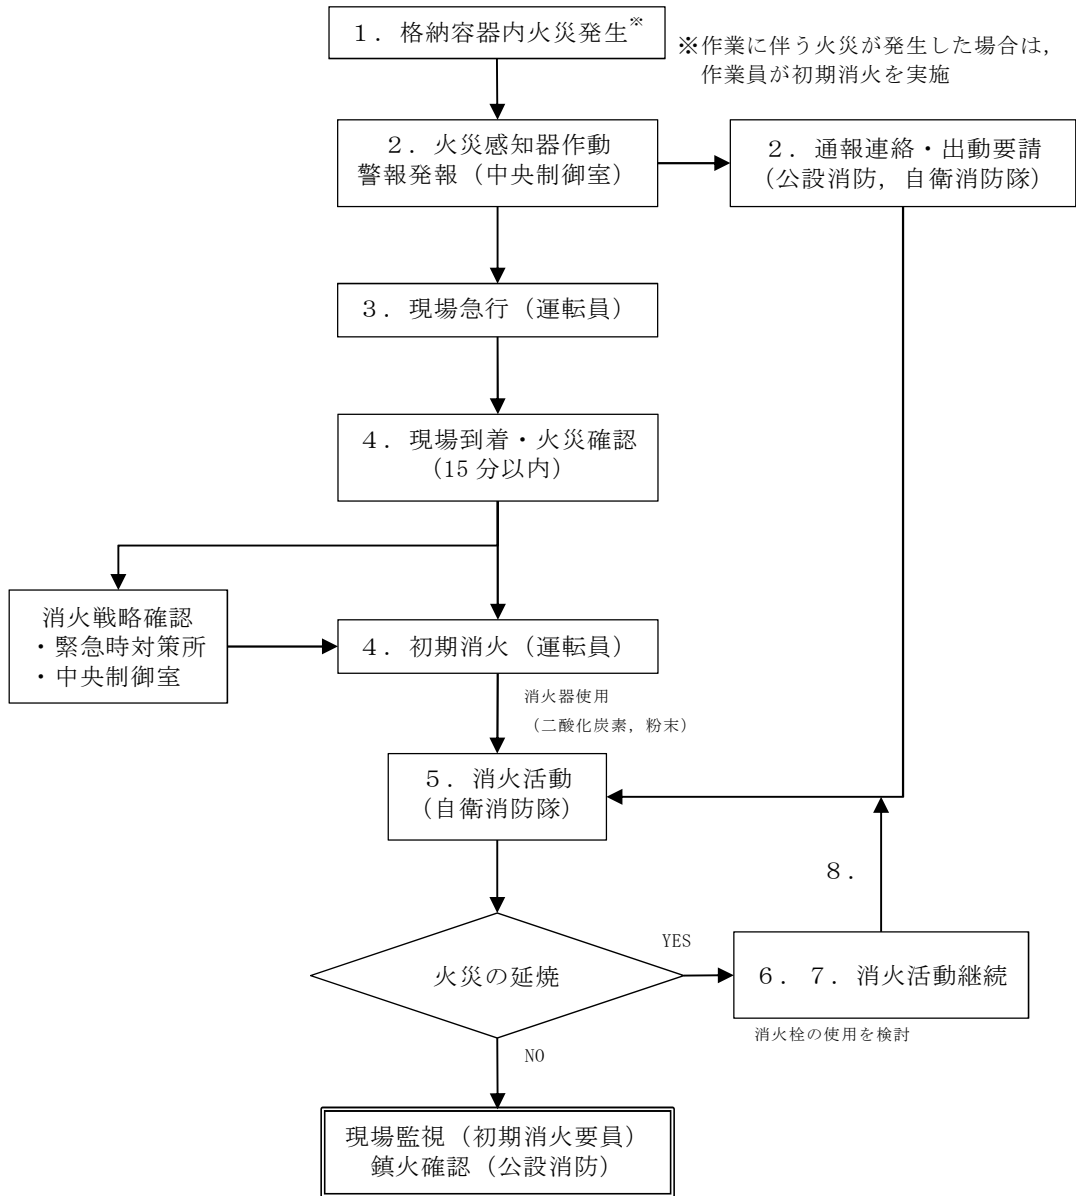 １．格納容器内火災発生※
※作業に伴う火災が発生した場合は，
作業員が初期消火を実施
２．火災感知器作動
警報発報（中央制御室）
２．通報連絡・出動要請
（公設消防，自衛消防隊）
３．現場急行（運転員）
４．現場到着・火災確認
（15 分以内）
消火戦略確認
・緊急時対策所
・中央制御室
４．初期消火（運転員）
消火器使用
（二酸化炭素，粉末）
５．消火活動
（自衛消防隊）
８．
火災の延焼
YES
６．７．消火活動継続
消火栓の使用を検討
NO
現場監視（初期消火要員）
鎮火確認（公設消防）